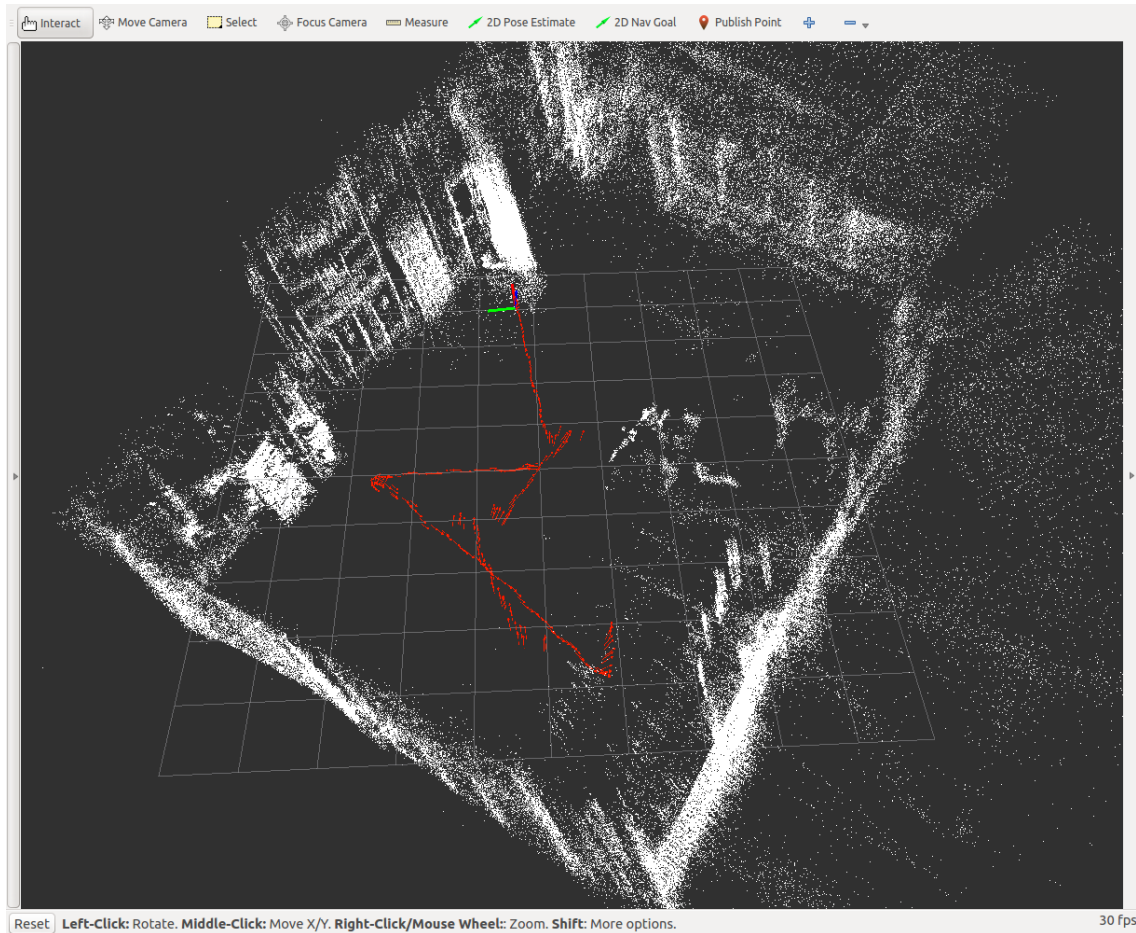 Interact Move Camera Select Focus Camera Measure 2D Pose Estimate 2D Nav Goal Publish Point
Reset Left-Click: Rotate. Middle-Click: Move X/Y. Right-Click/Mouse Wheel:: Zoom. Shift: More options. 30 fps